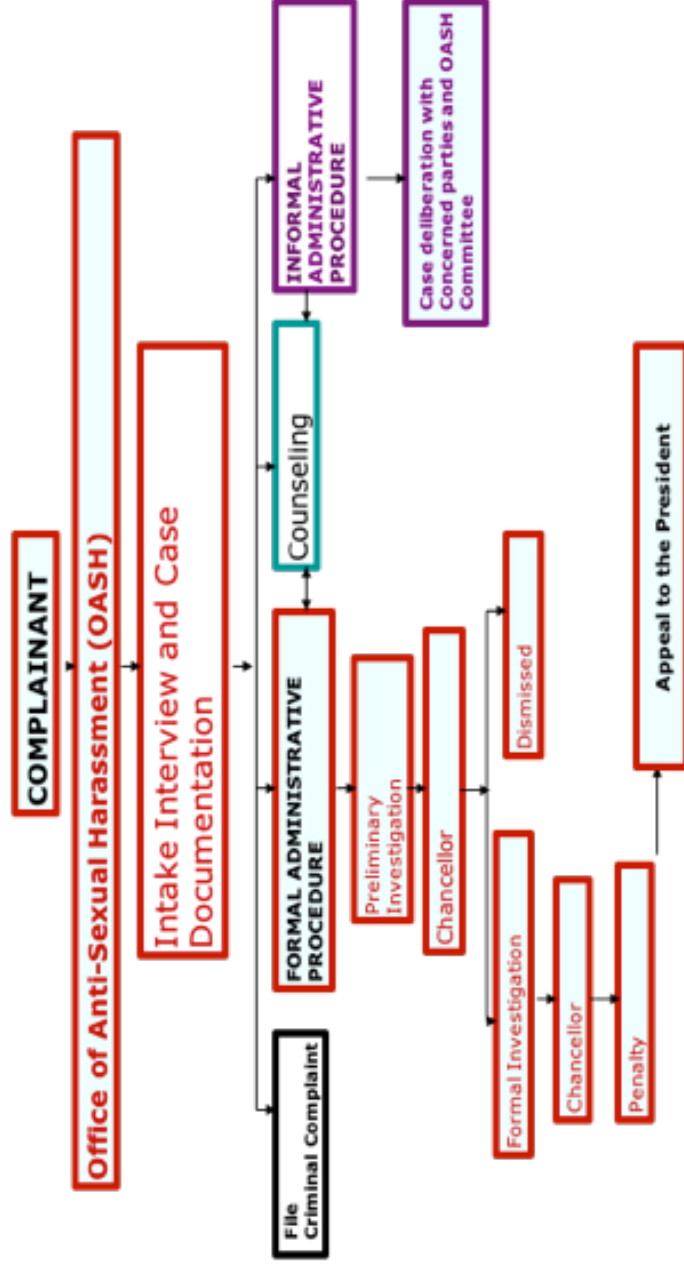 COMPLAINANT
Office of Anti-Sexual Harassment (OASH)
Intake Interview and Case
Documentation
File
Criminal Complaint
FORMAL ADMINISTRATIVE
PROCEDURE
Counseling
INFORMAL
ADMINISTRATIVE
PROCEDURE
Preliminary
Investigation
Case deliberation with
Concerned parties and OASH
Committee
Chancellor
Formal Investigation
Dismissed
Chancellor
Penalty
Appeal to the President